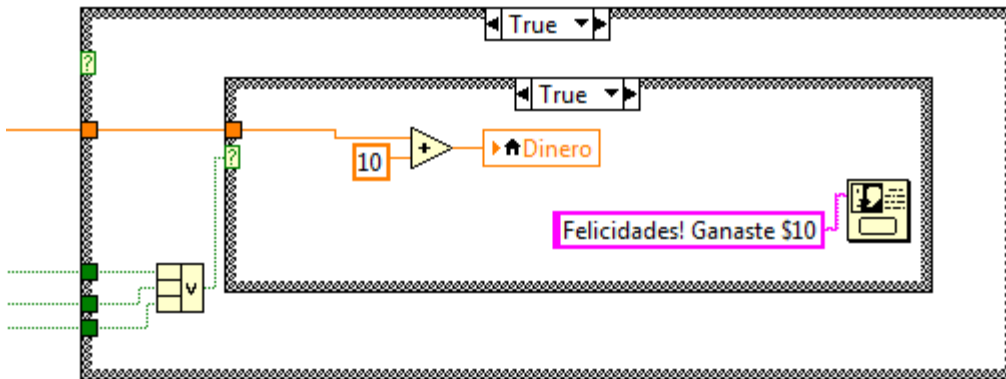 True
?
True
?
10
+
Dinero
Felicidades! Ganaste $10
v